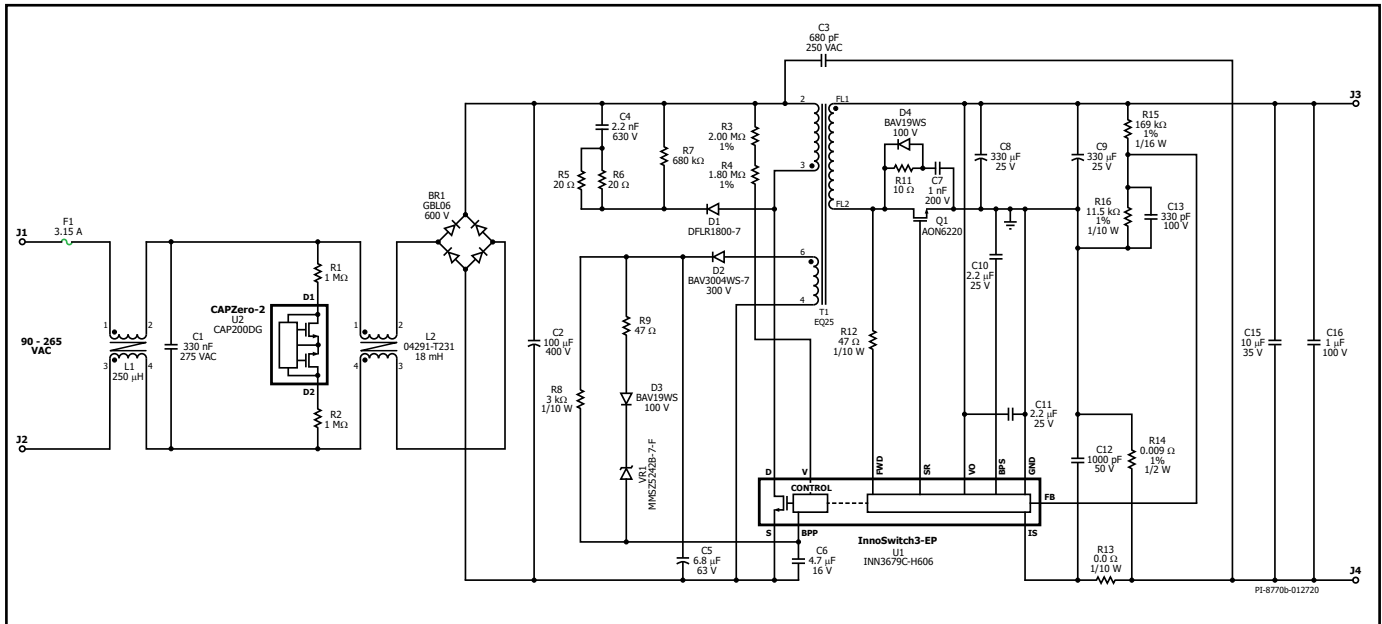 C3
680 pF
250 VAC
J1
F1
3.15 A
90 - 265
VAC
J2
1
2
3
4
L1
250 µH
C1
330 nF
275 VAC
R1
1 MΩ
D1
CAPZero-2
U2
CAP200DG
D2
R2
1 MΩ
1
2
4
3
L2
04291-T231
18 mH
BR1
GBL06
600 V
C2
100 µF
400 V
C4
2.2 nF
630 V
R5
20 Ω
R6
20 Ω
R7
680 kΩ
R3
2.00 MΩ
1%
R4
1.80 MΩ
1%
D1
DFLR1800-7
D2
BAV3004WS-7
300 V
R8
3 kΩ
1/10 W
R9
47 Ω
D3
BAV19WS
100 V
VR1
MMSZ5242B-7-F
C5
6.8 µF
63 V
C6
4.7 µF
16 V
2
3
6
4
FL1
FL2
T1
EQ25
D4
BAV19WS
100 V
R11
10 Ω
C7
1 nF
200 V
Q1
AON6220
R12
47 Ω
1/10 W
C8
330 µF
25 V
C9
330 µF
25 V
C10
2.2 µF
25 V
C11
2.2 µF
25 V
R15
169 kΩ
1%
1/16 W
R16
11.5 kΩ
1%
1/10 W
C13
330 pF
100 V
C12
1000 pF
50 V
R14
0.009 Ω
1%
1/2 W
R13
0.0 Ω
1/10 W
C15
10 µF
35 V
C16
1 µF
100 V
J3
J4
D
V
FWD
SR
VO
BPS
GND
CONTROL
FB
S
BPP
IS
InnoSwitch3-EP
U1
INN3679C-H606
PI-8770b-012720